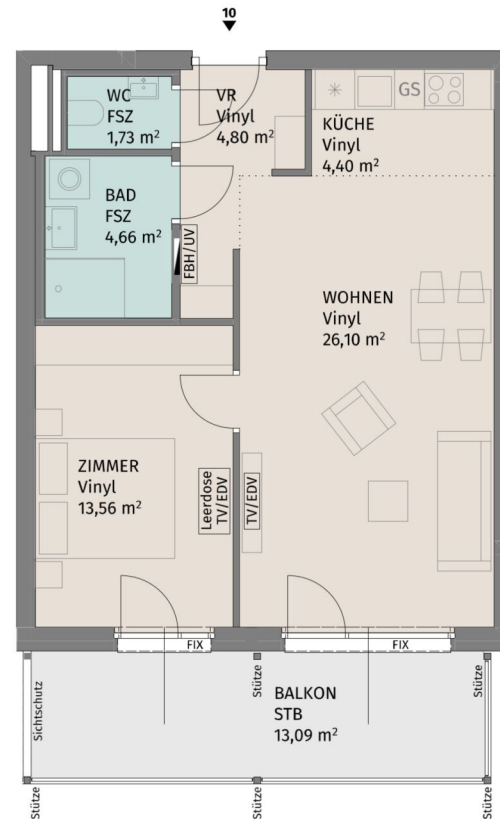 10
WC
FSZ
1,73 m²
VR
Vinyl
4,80 m²
GS
KÜCHE
Vinyl
4,40 m²
BAD
FSZ
4,66 m²
FBH/UV
WOHNEN
Vinyl
26,10 m²
ZIMMER
Vinyl
13,56 m²
Leerdose
TV/EDV
TV/EDV
FIX
FIX
Sichtschutz
Stütze
Stütze
BALKON
STB
13,09 m²
Stütze
Stütze
Stütze